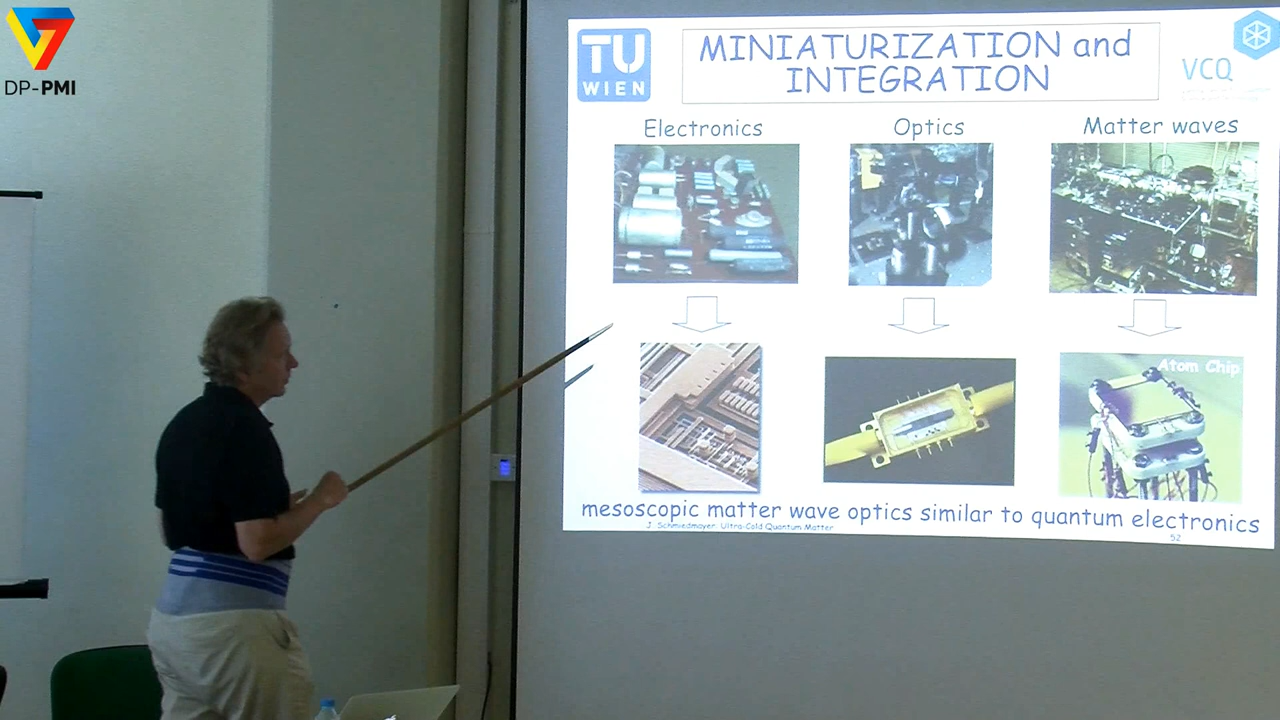 DP-PMI
TU
WIEN
MINIATURIZATION and
INTEGRATION
VCQ
Electronics
Optics
Matter waves
Atom Chip
mesoscopic matter wave optics similar to quantum electronics
J. Schmiedmayer: Ultra-Cold Quantum Matter
52